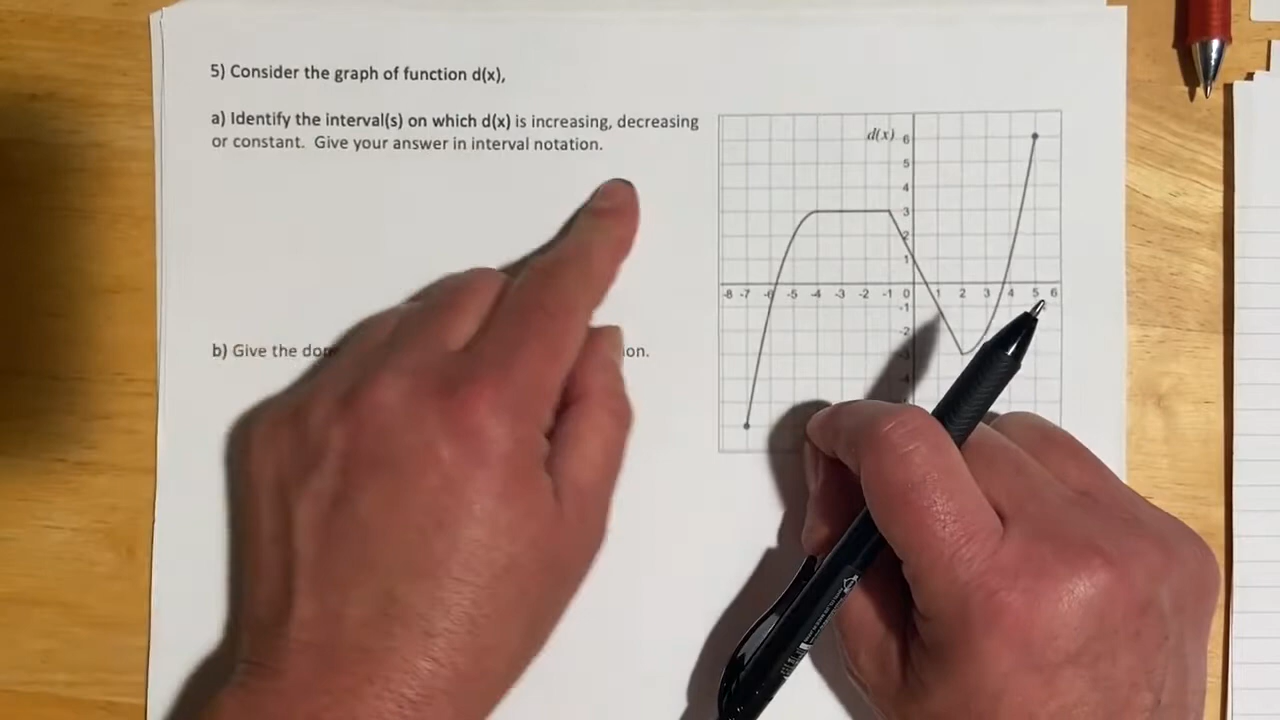 5) Consider the graph of function d(x),
a) Identify the interval(s) on which d(x) is increasing, decreasing
or constant. Give your answer in interval notation.
b) Give the
d(x)
6
5
4
3
2
1
-8 -7 -6 -5 -4 -3 -2 -1 0 1 2 3 4 5 6
-1
-2
-3
-4